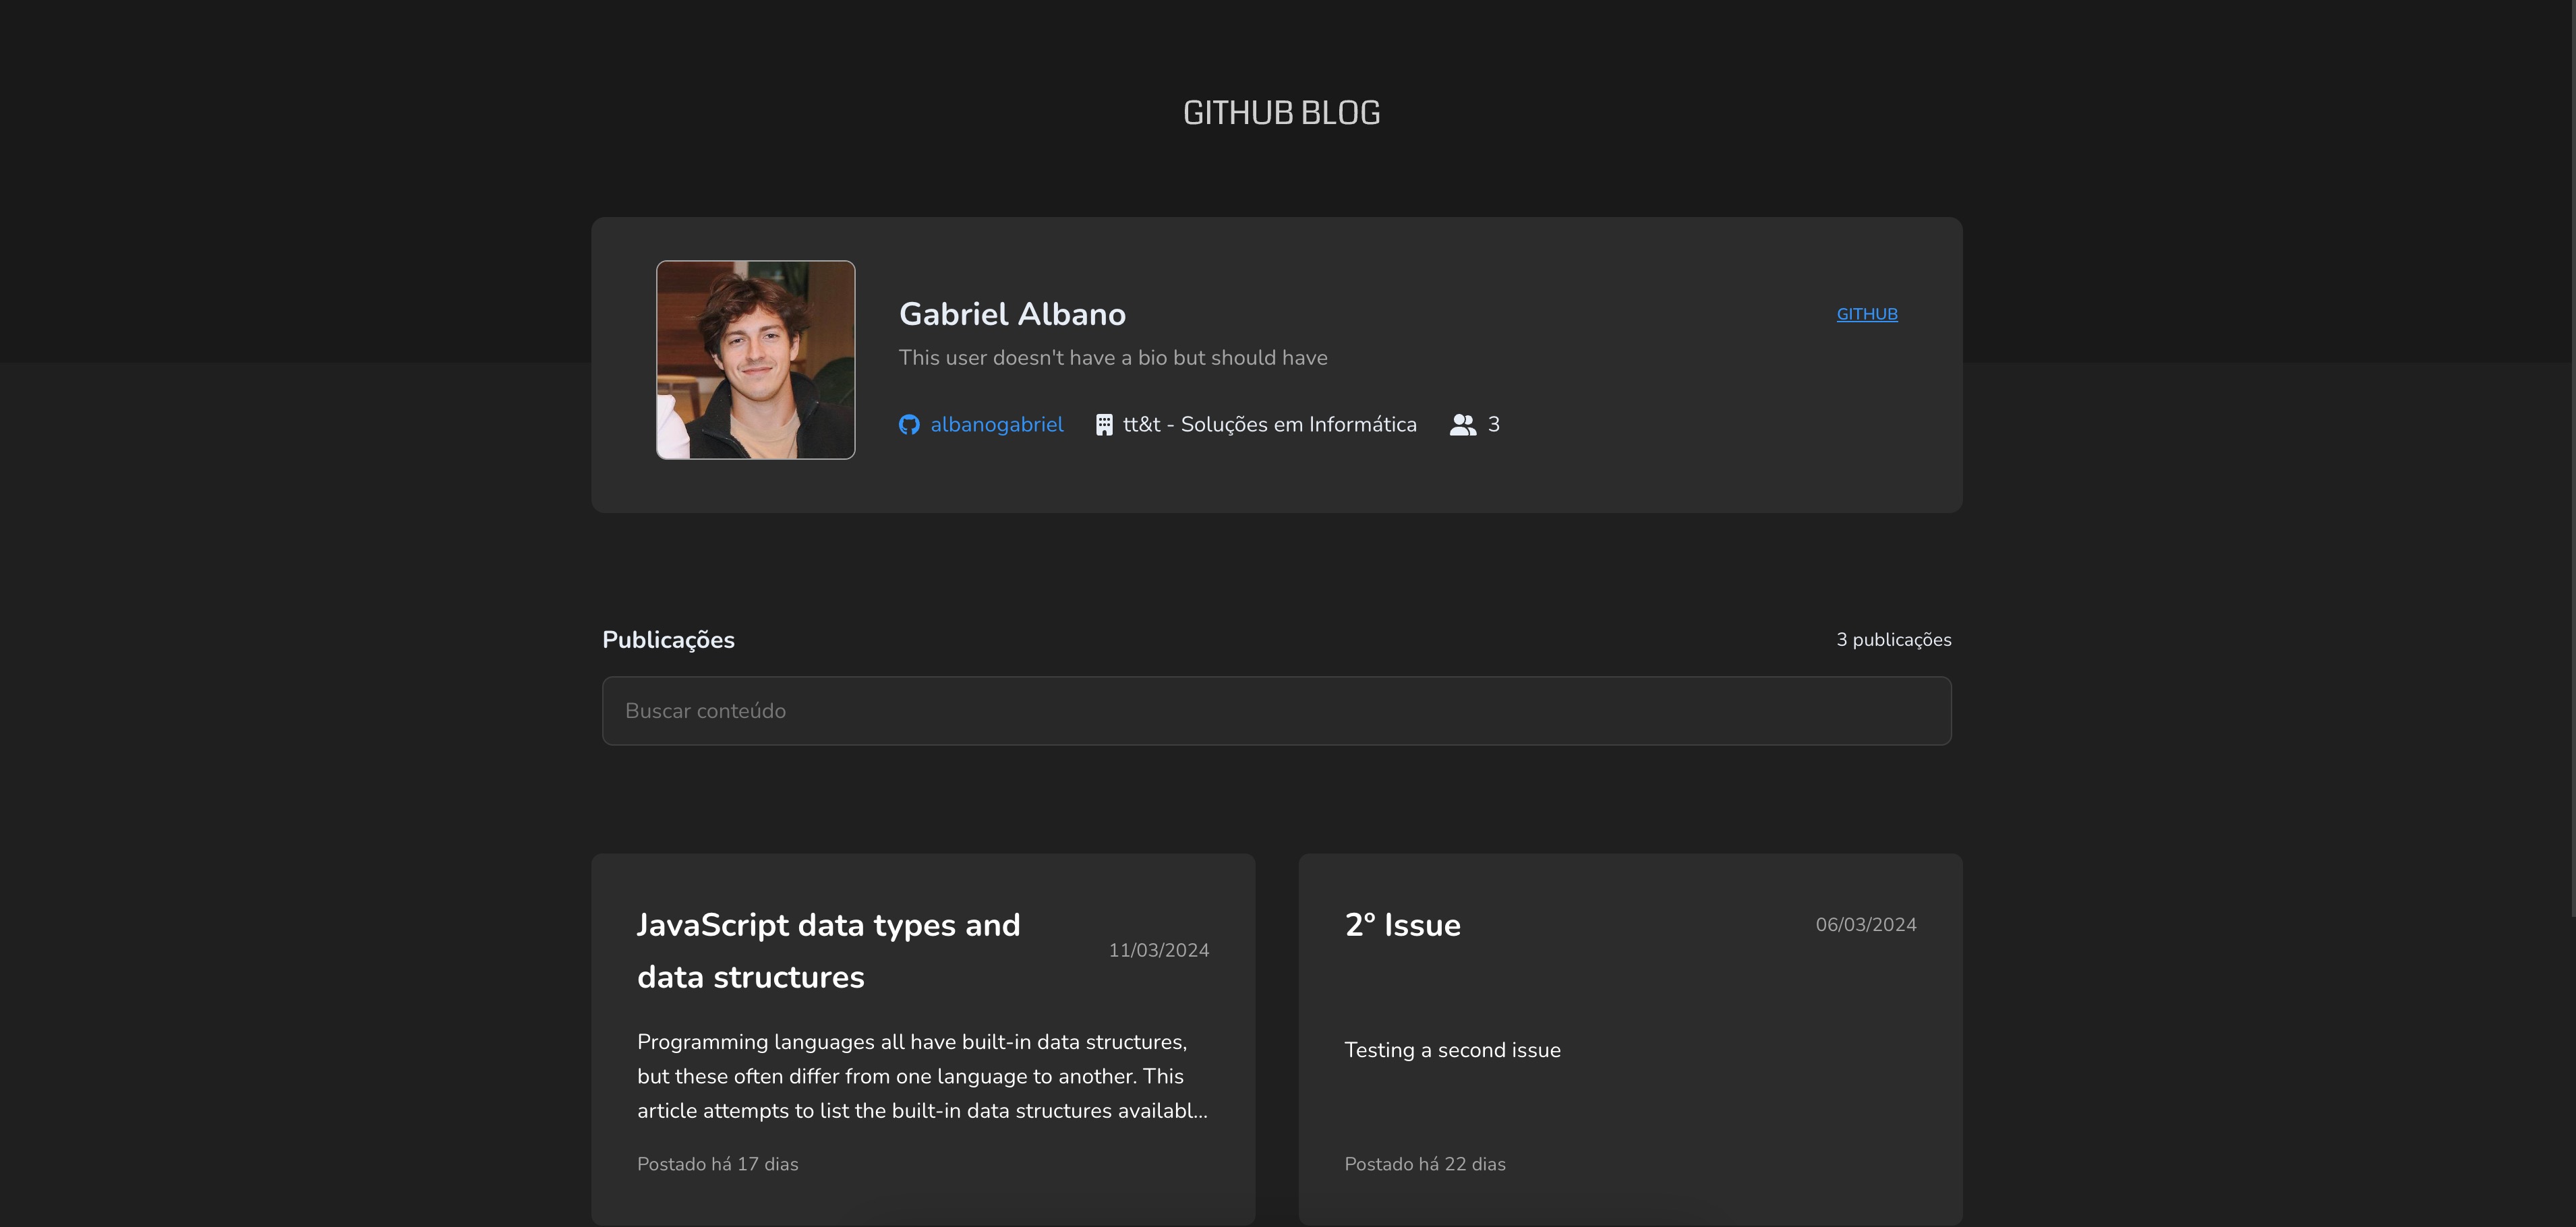 GITHUB BLOG
Gabriel Albano
GITHUB
This user doesn't have a bio but should have
albanogabriel
tt&t - Soluções em Informática
3
Publicações
3 publicações
Buscar conteúdo
JavaScript data types and
data structures
11/03/2024
Programming languages all have built-in data structures,
but these often differ from one language to another. This
article attempts to list the built-in data structures availabl...
Postado há 17 dias
2º Issue
06/03/2024
Testing a second issue
Postado há 22 dias